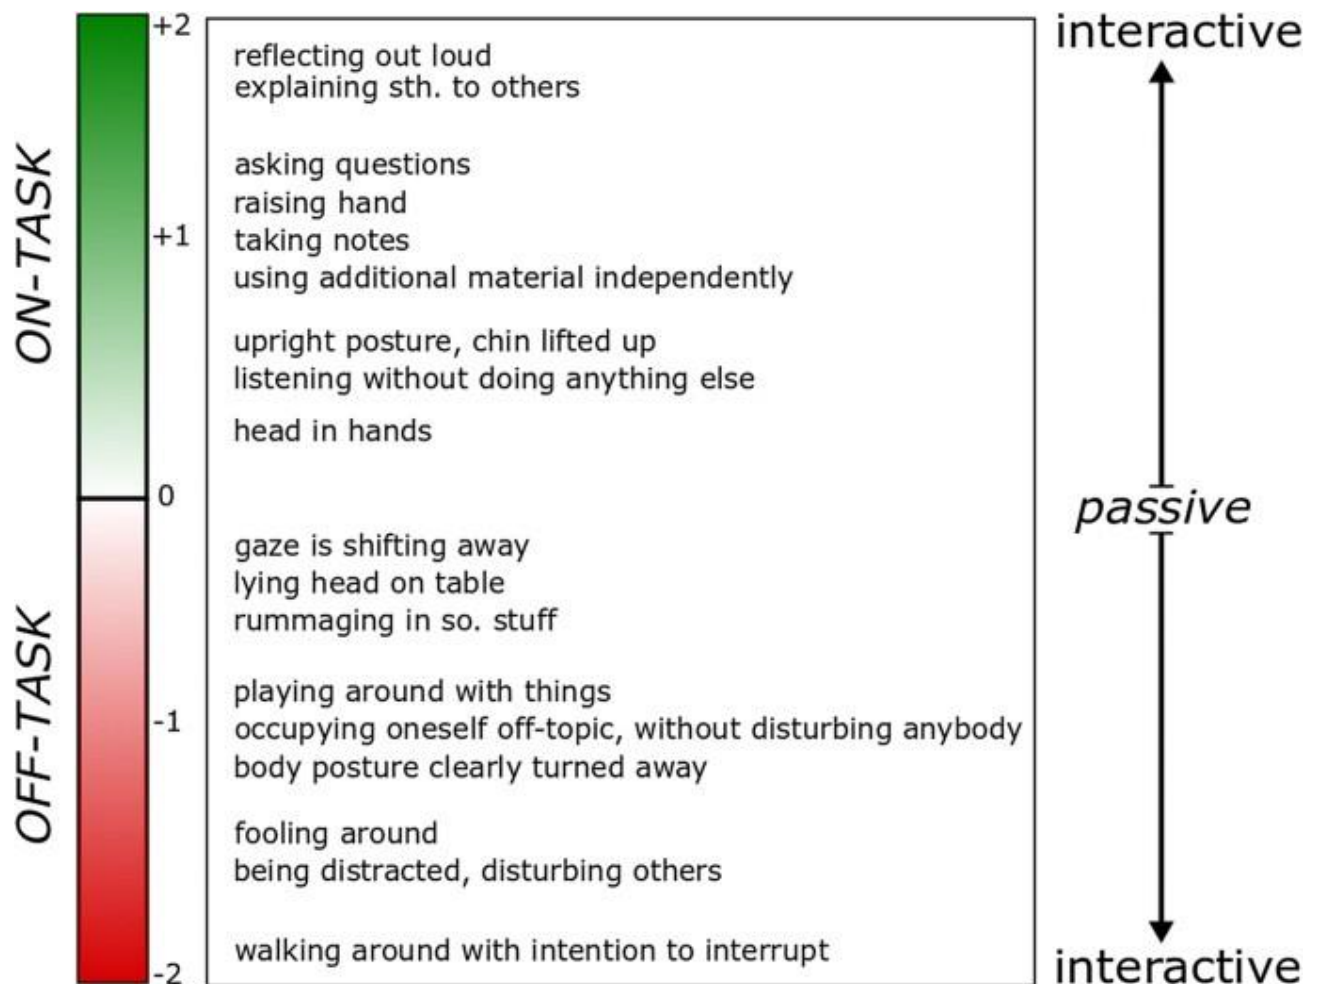 +2
interactive
reflecting out loud
explaining sth. to others
ON-TASK
asking questions
raising hand
+1
taking notes
using additional material independently
upright posture, chin lifted up
listening without doing anything else
head in hands
0
passive
gaze is shifting away
lying head on table
rummaging in so. stuff
OFF-TASK
playing around with things
-1
occupying oneself off-topic, without disturbing anybody
body posture clearly turned away
fooling around
being distracted, disturbing others
walking around with intention to interrupt
-2
interactive